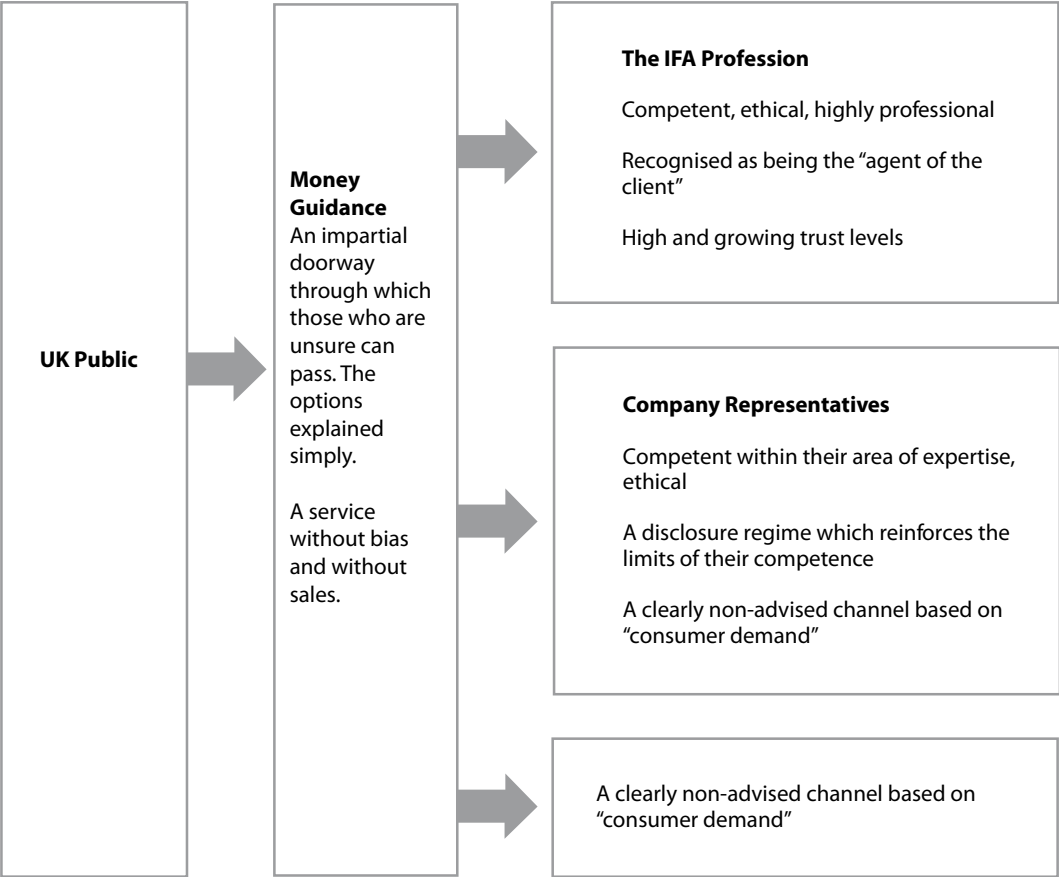 UK Public
Money
Guidance
An impartial
doorway
through which
those who are
unsure can
pass. The
options
explained
simply.
A service
without bias
and without
sales.
The IFA Profession
Competent, ethical, highly professional
Recognised as being the “agent of the
client”
High and growing trust levels
Company Representatives
Competent within their area of expertise,
ethical
A disclosure regime which reinforces the
limits of their competence
A clearly non-advised channel based on
“consumer demand”
A clearly non-advised channel based on
“consumer demand”